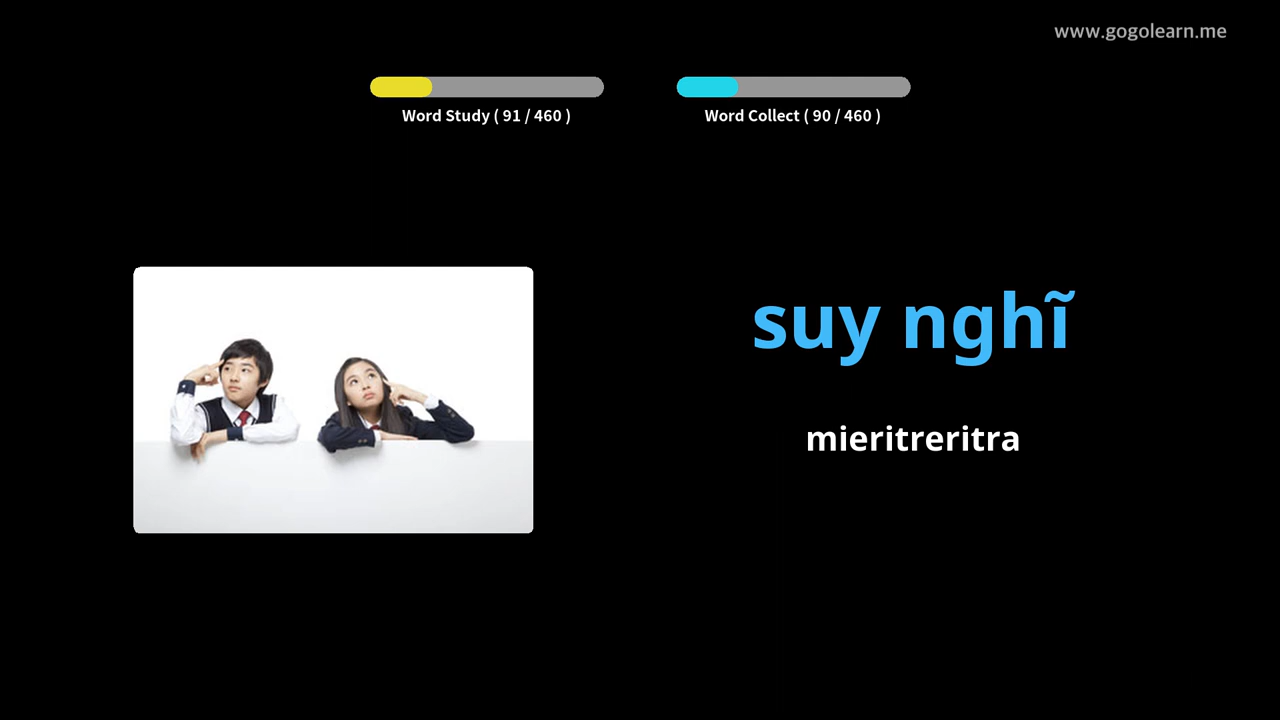 www.gogolearn.me
Word Study ( 91 / 460 )
Word Collect ( 90 / 460 )
suy nghĩ
mieritreritra